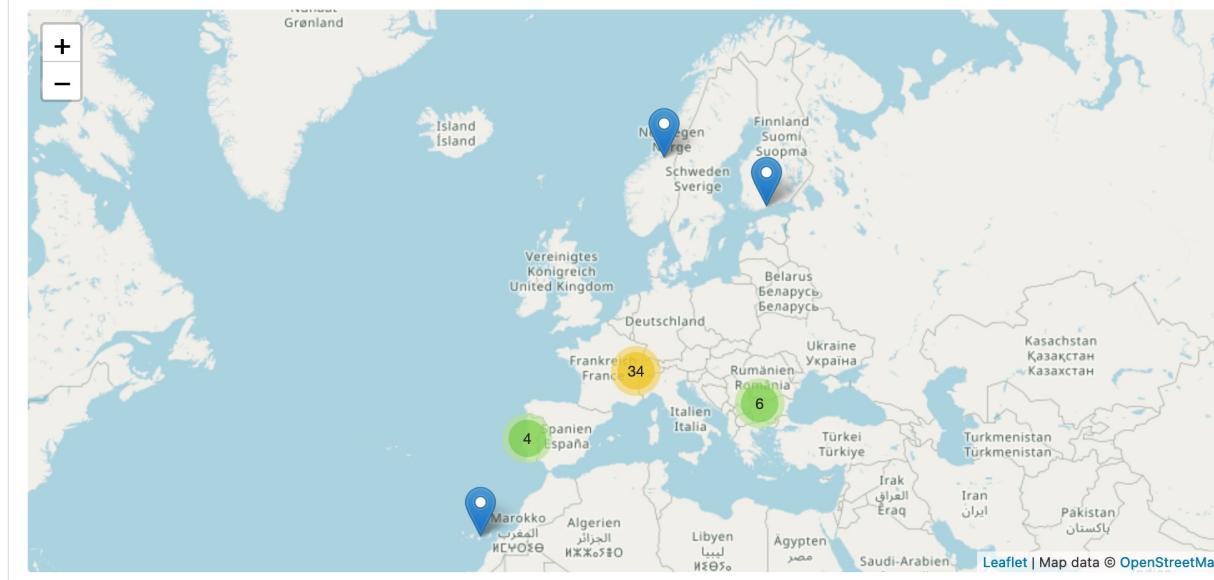 Grønland
+
−
Island
Ísland
Norwegen
Norge
Finnland
Suomi
Suopma
Schweden
Sverige
Vereinigtes
Königreich
United Kingdom
Belarus
Беларусь
Беларусь
Deutschland
Ukraine
Україна
Kasachstan
Қазақстан
Казахстан
Frankreich
France
34
Rumänien
România
6
Italien
Italia
4
Spanien
España
Türkei
Türkiye
Turkmenistan
Türkmenistan
Irak
العراق
Êraq
Iran
ایران
Pakistan
پاکستان
Marokko
المغرب
ⵍⵎⵖⵔⵉⴱ
Algerien
الجزائر
Libyen
ليبيا
Ägypten
مصر
Saudi-Arabien
Leaflet | Map data © OpenStreetMa